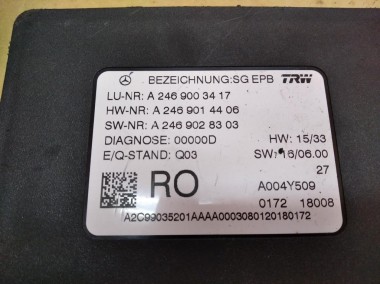 BEZEICHNUNG:SG EPB TRW
LU-NR: A 246 900 34 17
HW-NR: A 246 901 44 06
SW-NR: A 246 902 83 03
DIAGNOSE: 00000D HW: 15/33
E/Q-STAND: Q03 SW: 16/06.00
27
RO A004Y509
0172 18008
A2C99035201AAAA0003080120180172